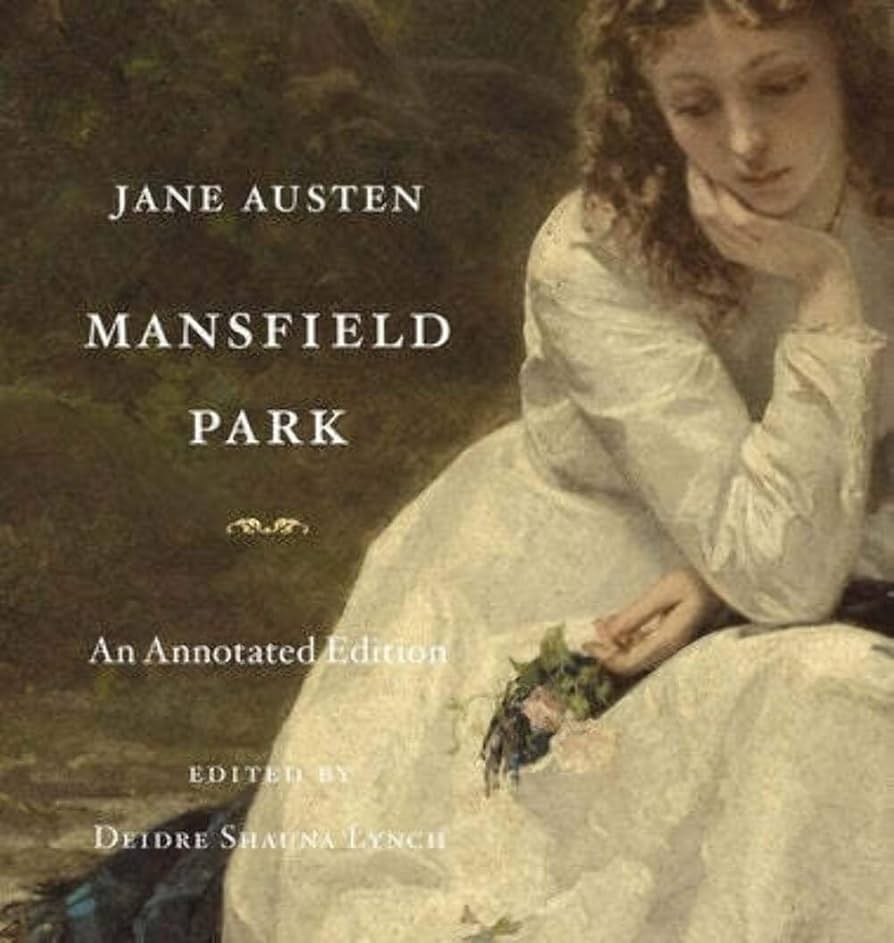 JANE AUSTEN
MANSFIELD
PARK
An Annotated Edition
EDITED BY
DEIDRE SHAUNA LYNCH